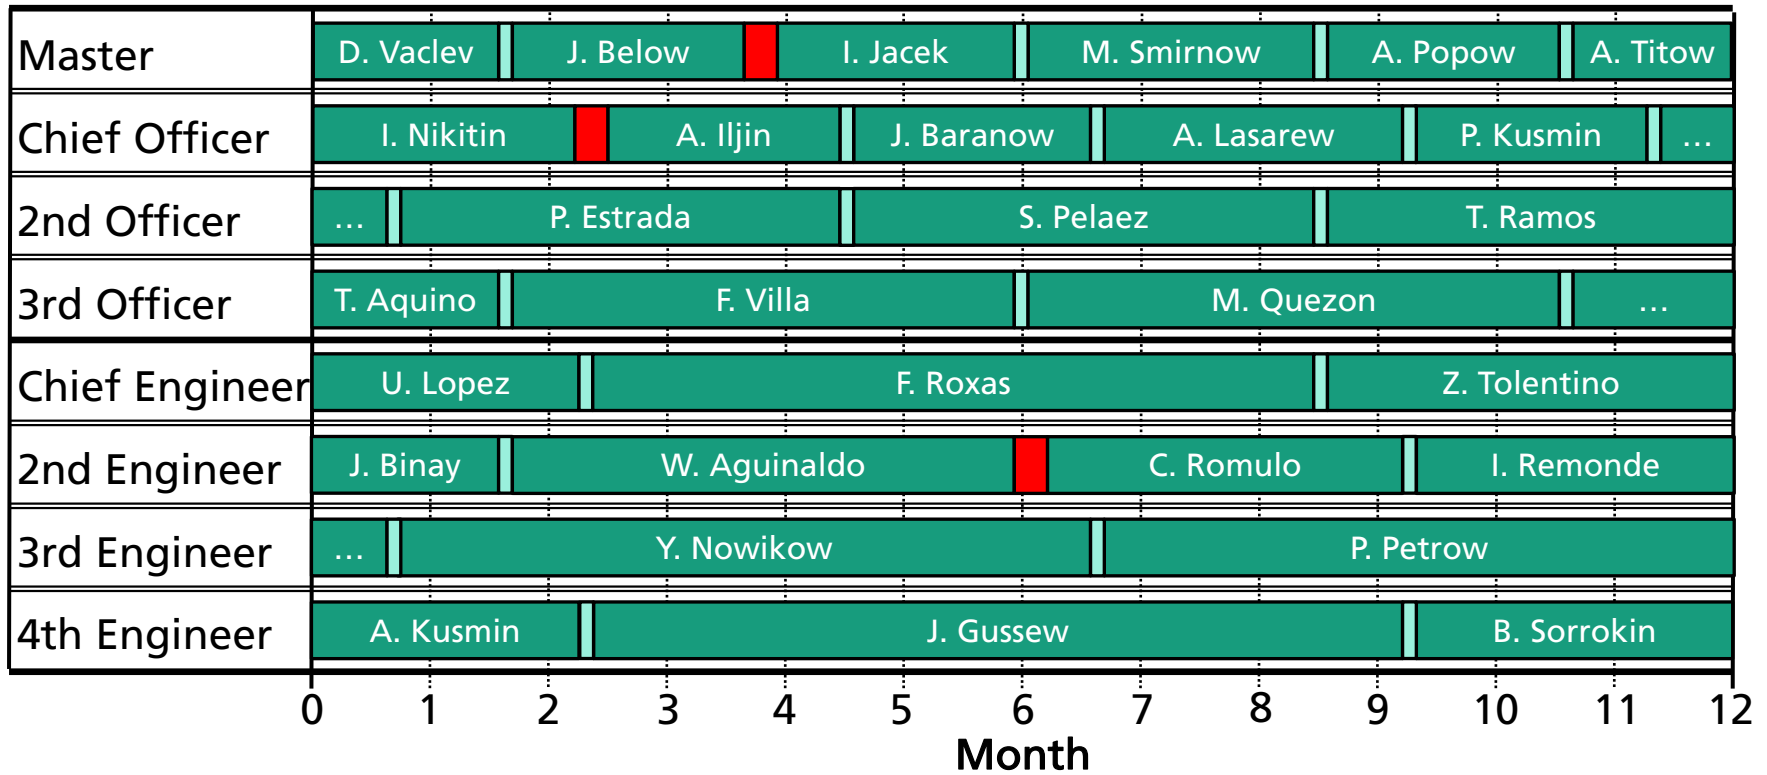 Master D. Vaclev J. Below I. Jacek M. Smirnow A. Popow A. Titow
Chief Officer I. Nikitin A. Iljin J. Baranow A. Lasarew P. Kusmin ...
2nd Officer ... P. Estrada S. Pelaez T. Ramos
3rd Officer T. Aquino F. Villa M. Quezon ...
Chief Engineer U. Lopez F. Roxas Z. Tolentino
2nd Engineer J. Binay W. Aguinaldo C. Romulo I. Remonde
3rd Engineer ... Y. Nowikow P. Petrow
4th Engineer A. Kusmin J. Gussew B. Sorrokin
0 1 2 3 4 5 6 7 8 9 10 11 12
Month